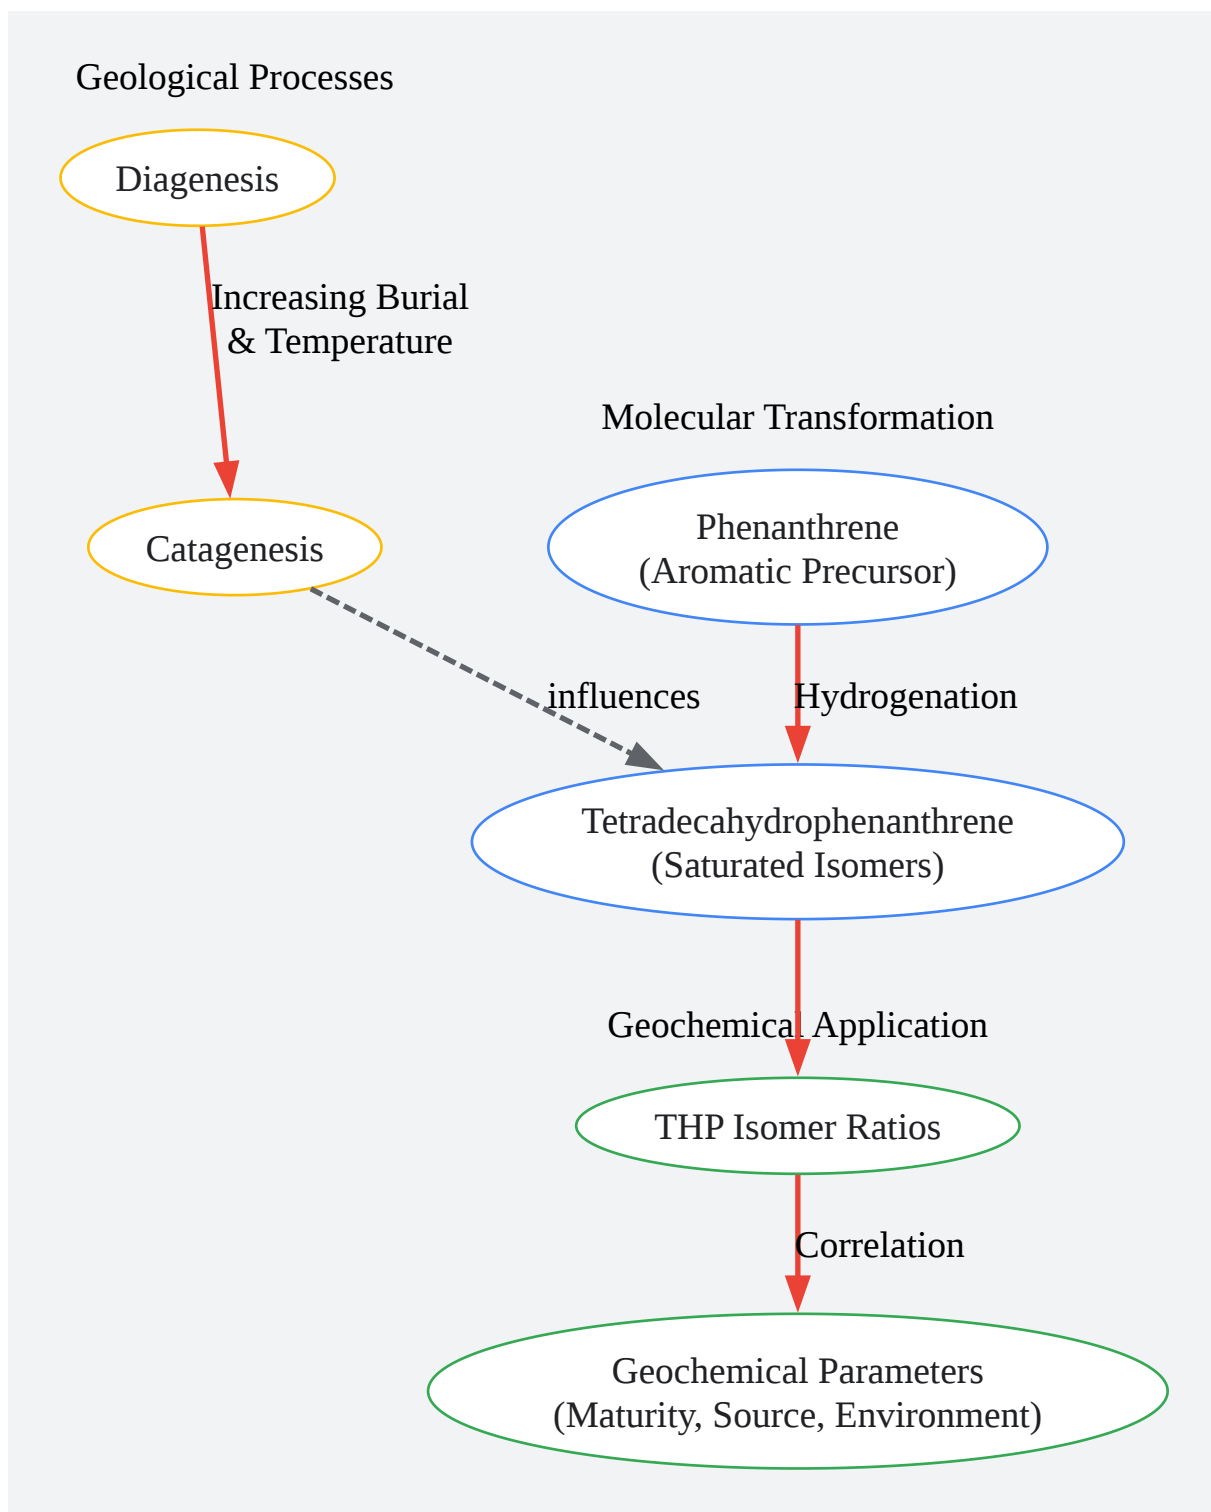 Geological Processes
Diagenesis
Increasing Burial
& Temperature
Catagenesis
Molecular Transformation
Phenanthrene
(Aromatic Precursor)
influences
Hydrogenation
Tetradecahydrophenanthrene
(Saturated Isomers)
Geochemical Application
THP Isomer Ratios
Correlation
Geochemical Parameters
(Maturity, Source, Environment)